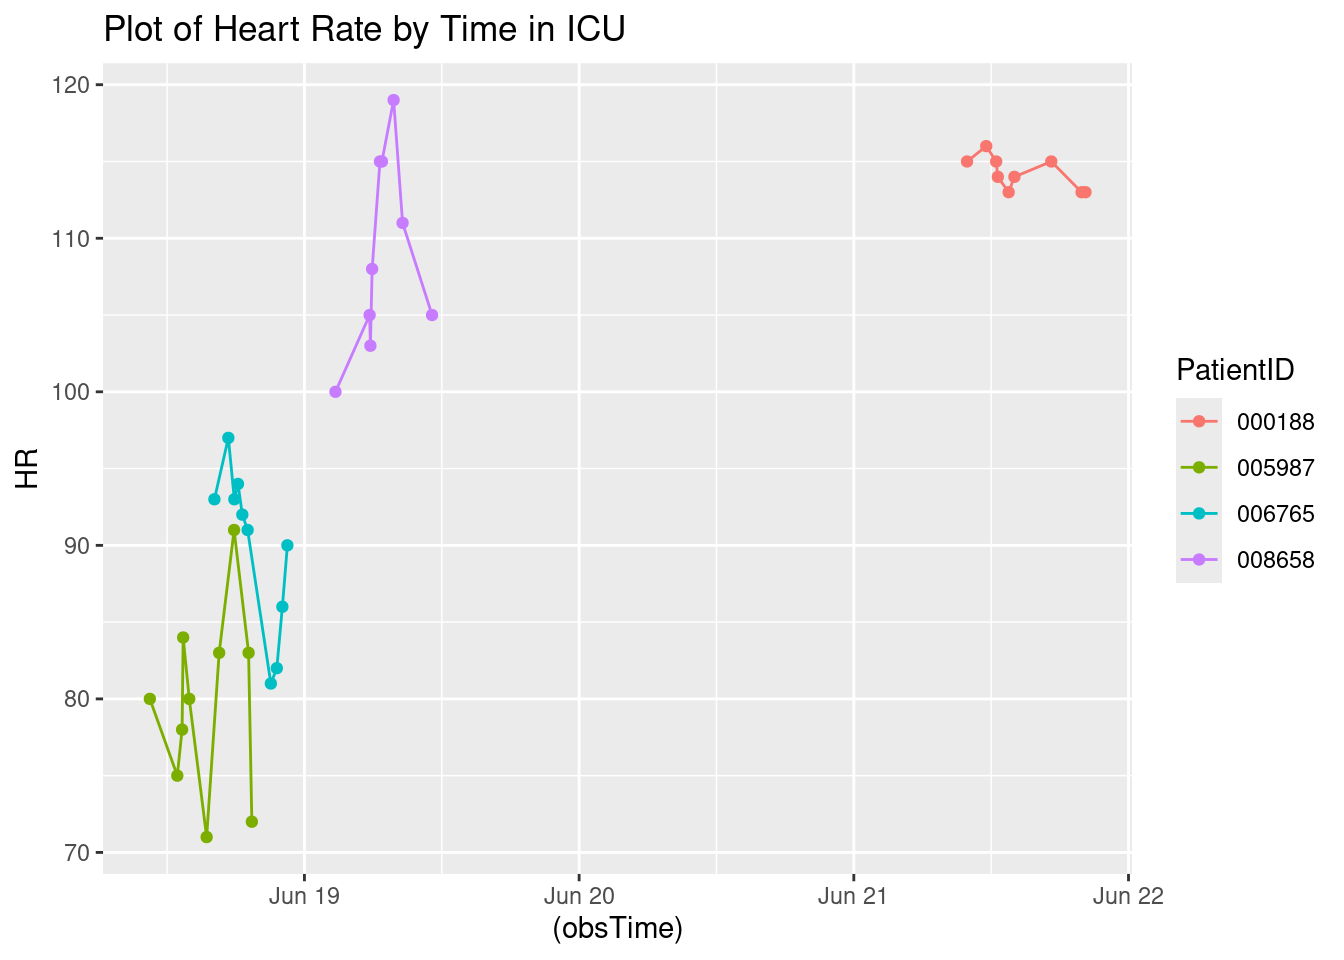 Plot of Heart Rate by Time in ICU
120
110
100
90
80
70
HR
Jun 19
Jun 20
Jun 21
Jun 22
(obsTime)
PatientID
000188
005987
006765
008658